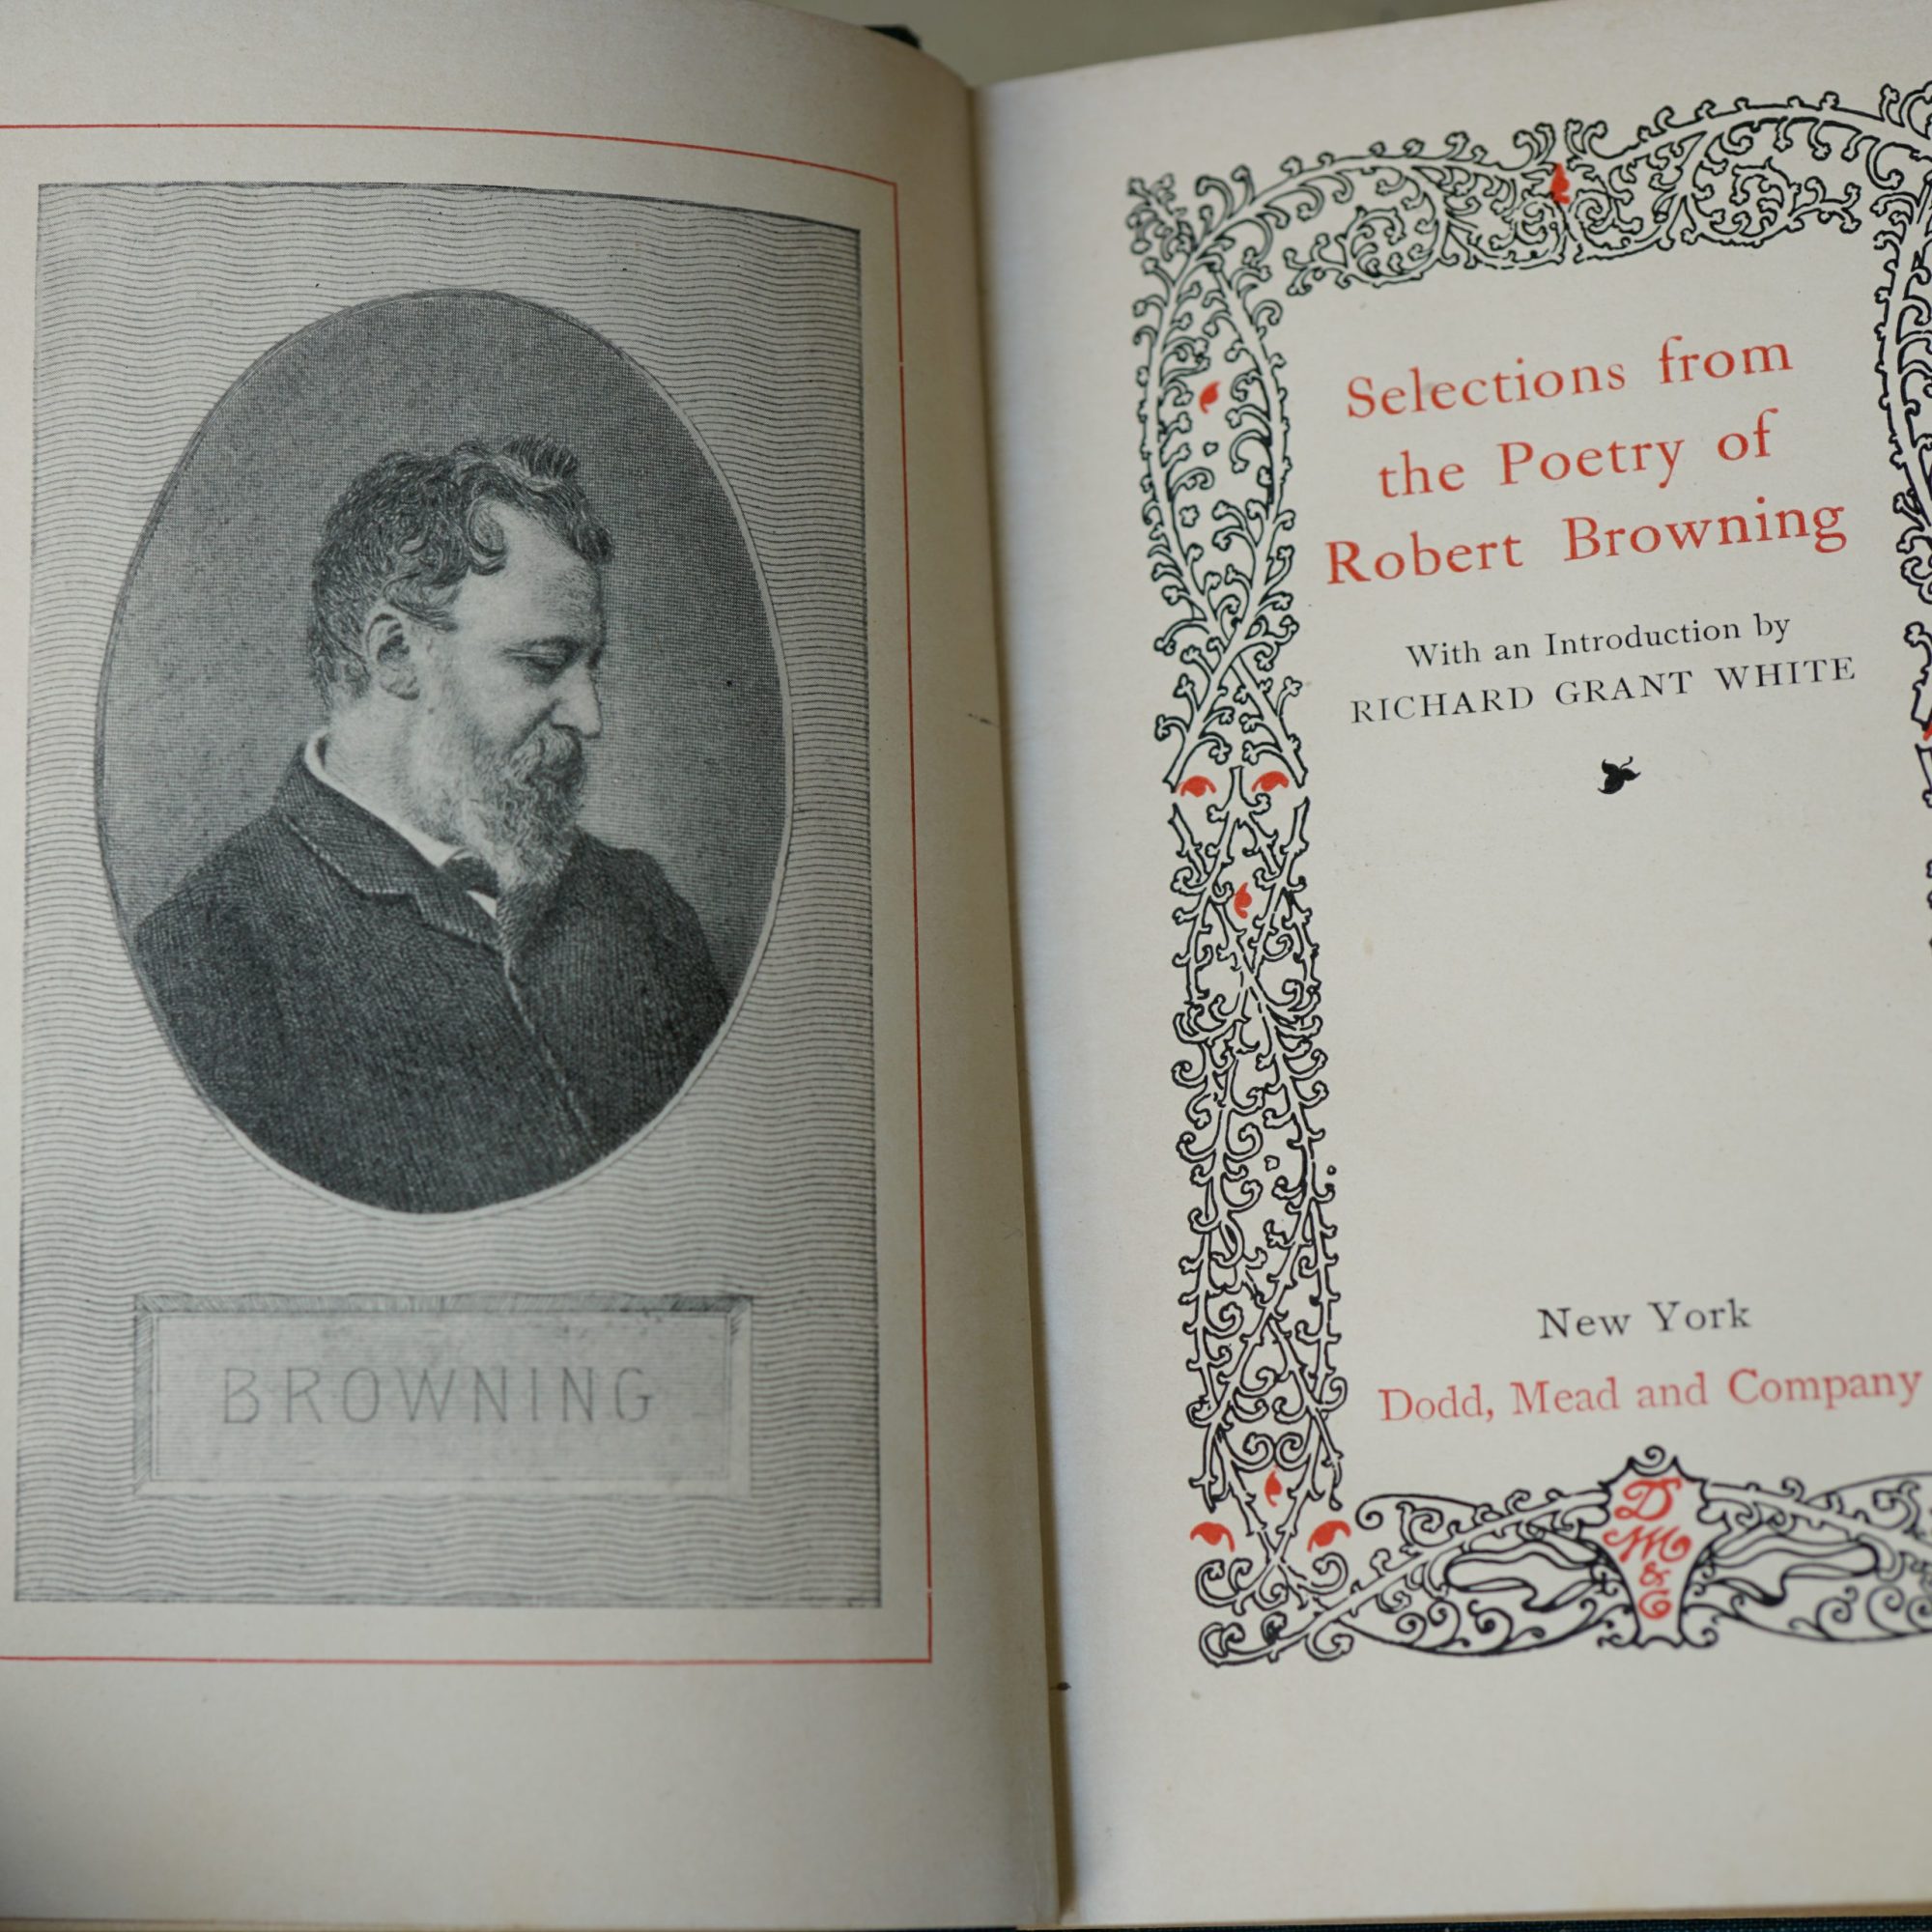 BROWNING
Selections from
the Poetry of
Robert Browning
With an Introduction by
RICHARD GRANT WHITE
New York
Dodd, Mead and Company
D
M
&
C